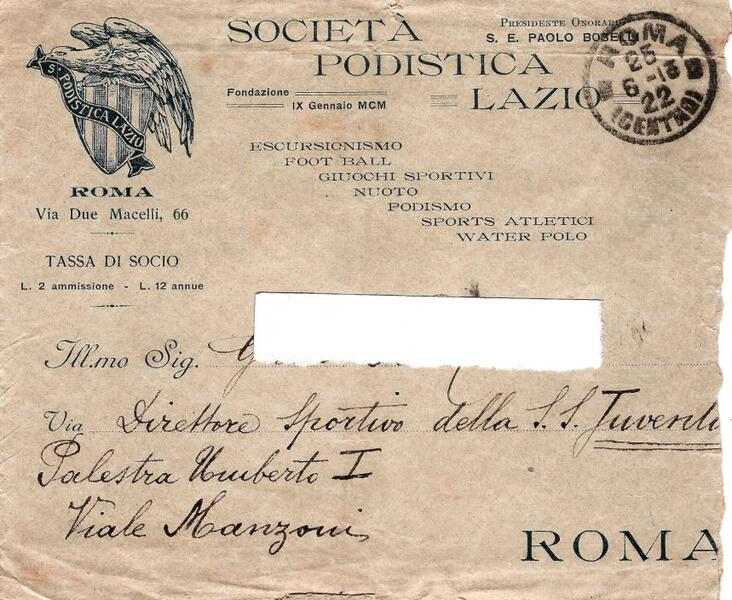 SOCIETÀ
PODISTICA
LAZIO
PRESIDENTE ONORARIO
S. E. PAOLO BOSELLI
Fondazione
IX Gennaio MCM
ROMA
25
6-18
22
(CENTRO)
S. PODISTICA LAZIO
ROMA
Via Due Macelli, 66
TASSA DI SOCIO
L. 2 ammissione - L. 12 annue
ESCURSIONISMO
FOOT BALL
GIUOCHI SPORTIVI
NUOTO
PODISMO
SPORTS ATLETICI
WATER POLO
Ill.mo Sig.
Via Direttore Sportivo della S. S. Juventu
Palestra Umberto I
Viale Manzoni
ROMA